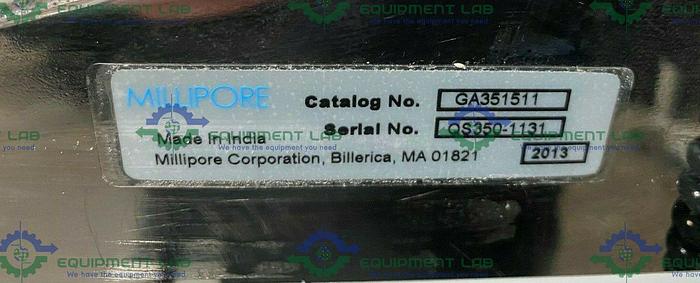 MILLIPORE
Catalog No. GA351511
Serial No. QS350-1131
Made In India
Millipore Corporation, Billerica, MA 01821 2013
EQUIPMENT LAB
We have the equipment you need